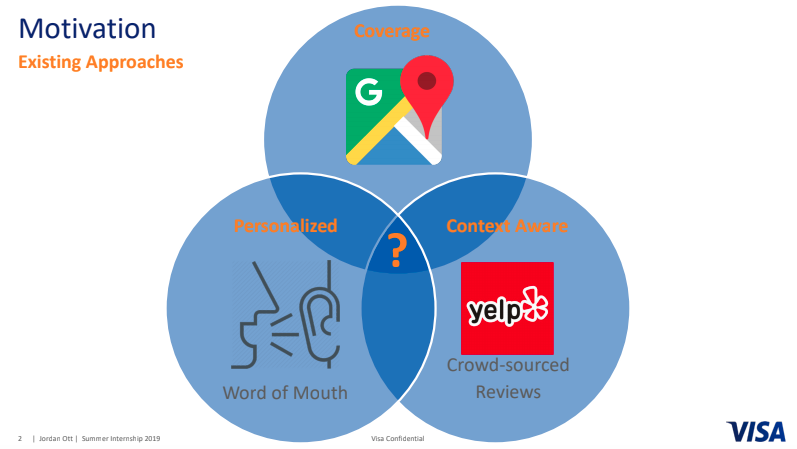 Motivation
Existing Approaches
Coverage
G
Personalized
Context Aware
?
yelp
Word of Mouth
Crowd-sourced
Reviews
2 | Jordan Ott | Summer Internship 2019
Visa Confidential
VISA